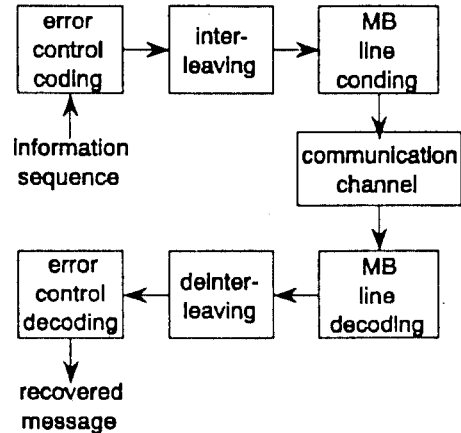 error
control
coding
inter-
leaving
MB
line
conding
information
sequence
communication
channel
error
control
decoding
deinter-
leaving
MB
line
decoding
recovered
message